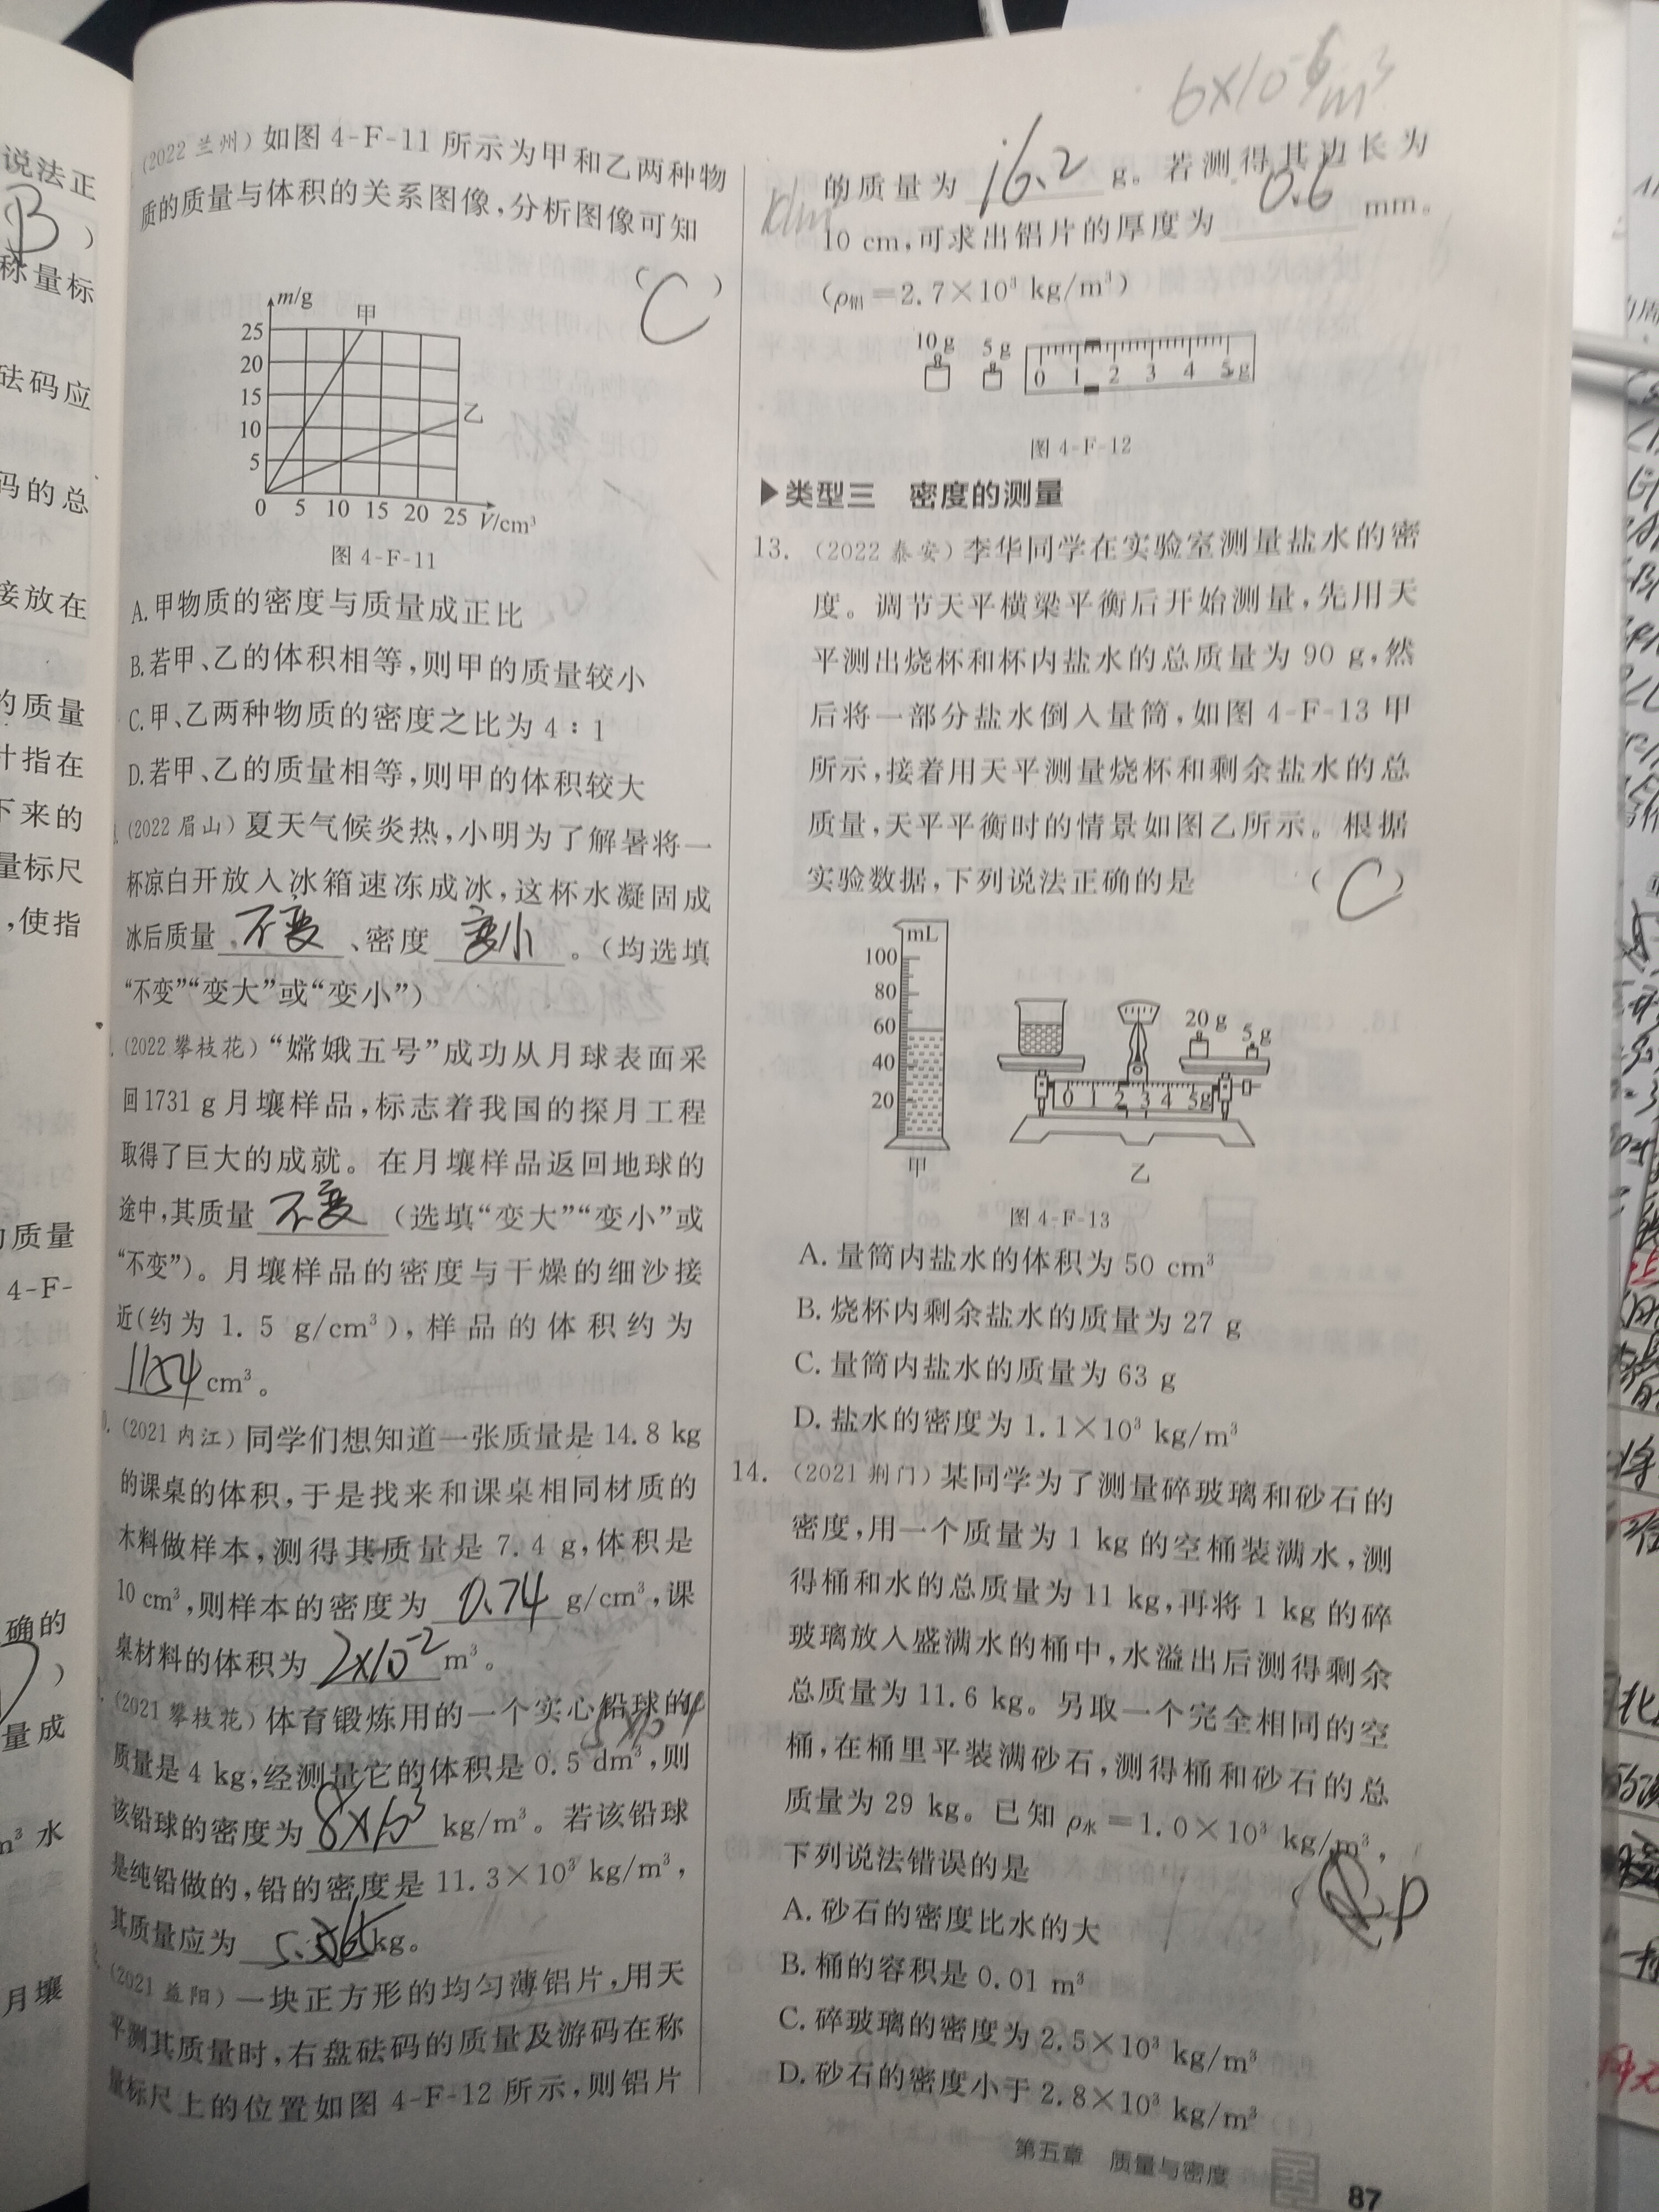 说法正
B
)
称量标
砝码应
码的总
接放在
的质量
针指在
下来的
量标尺
,使指
的质量
4-F-
确的
)
量成
m³ 水
月壤
(2022 兰州)如图 4-F-11 所示为甲和乙两种物
质的质量与体积的关系图像,分析图像可知
( C )
m/g
甲
25
20
15
乙
10
5
0 5 10 15 20 25 V/cm³
图 4-F-11
A.甲物质的密度与质量成正比
B.若甲、乙的体积相等,则甲的质量较小
C.甲、乙两种物质的密度之比为 4∶1
D.若甲、乙的质量相等,则甲的体积较大
(2022 眉山)夏天气候炎热,小明为了解暑将一
杯凉白开放入冰箱速冻成冰,这杯水凝固成
冰后质量 不变 、密度 变小 。(均选填
“不变”“变大”或“变小”)
(2022 攀枝花)“嫦娥五号”成功从月球表面采
回1731 g 月壤样品,标志着我国的探月工程
取得了巨大的成就。在月壤样品返回地球的
途中,其质量 不变 (选填“变大”“变小”或
“不变”)。月壤样品的密度与干燥的细沙接
近(约为 1.5 g/cm³),样品的体积约为
1154 cm³。
(2021 内江)同学们想知道一张质量是 14.8 kg
的课桌的体积,于是找来和课桌相同材质的
木料做样本,测得其质量是 7.4 g,体积是
10 cm³,则样本的密度为 0.74 g/cm³,课
桌材料的体积为 2×10⁻² m³。
(2021 攀枝花)体育锻炼用的一个实心铅球的
质量是 4 kg,经测量它的体积是 0.5 dm³,则
该铅球的密度为 8×10³ kg/m³。若该铅球
是纯铅做的,铅的密度是 11.3×10³ kg/m³,
其质量应为 kg。
(2021 益阳)一块正方形的均匀薄铝片,用天
平测其质量时,右盘砝码的质量及游码在称
量标尺上的位置如图 4-F-12 所示,则铝片
的质量为 16.2 g。若测得其边长为
10 cm,可求出铝片的厚度为 0.6 mm。
(ρ铝=2.7×10³ kg/m³)
10 g 5 g 0 1 2 3 4 5g
图 4-F-12
▶类型三 密度的测量
13. (2022 泰安)李华同学在实验室测量盐水的密
度。调节天平横梁平衡后开始测量,先用天
平测出烧杯和杯内盐水的总质量为 90 g,然
后将一部分盐水倒入量筒,如图 4-F-13 甲
所示,接着用天平测量烧杯和剩余盐水的总
质量,天平平衡时的情景如图乙所示。根据
实验数据,下列说法正确的是 ( C )
mL
100
80
60
40
20
20 g 5 g
0 1 2 3 4 5g
甲 乙
图 4-F-13
A. 量筒内盐水的体积为 50 cm³
B. 烧杯内剩余盐水的质量为 27 g
C. 量筒内盐水的质量为 63 g
D. 盐水的密度为 1.1×10³ kg/m³
14. (2021 荆门)某同学为了测量碎玻璃和砂石的
密度,用一个质量为 1 kg 的空桶装满水,测
得桶和水的总质量为 11 kg,再将 1 kg 的碎
玻璃放入盛满水的桶中,水溢出后测得剩余
总质量为 11.6 kg。另取一个完全相同的空
桶,在桶里平装满砂石,测得桶和砂石的总
质量为 29 kg。已知 ρ水=1.0×10³ kg/m³,
下列说法错误的是
( D
A. 砂石的密度比水的大
B. 桶的容积是 0.01 m³
C. 碎玻璃的密度为 2.5×10³ kg/m³
D. 砂石的密度小于 2.8×10³ kg/m³
第五章 质量与密度
87